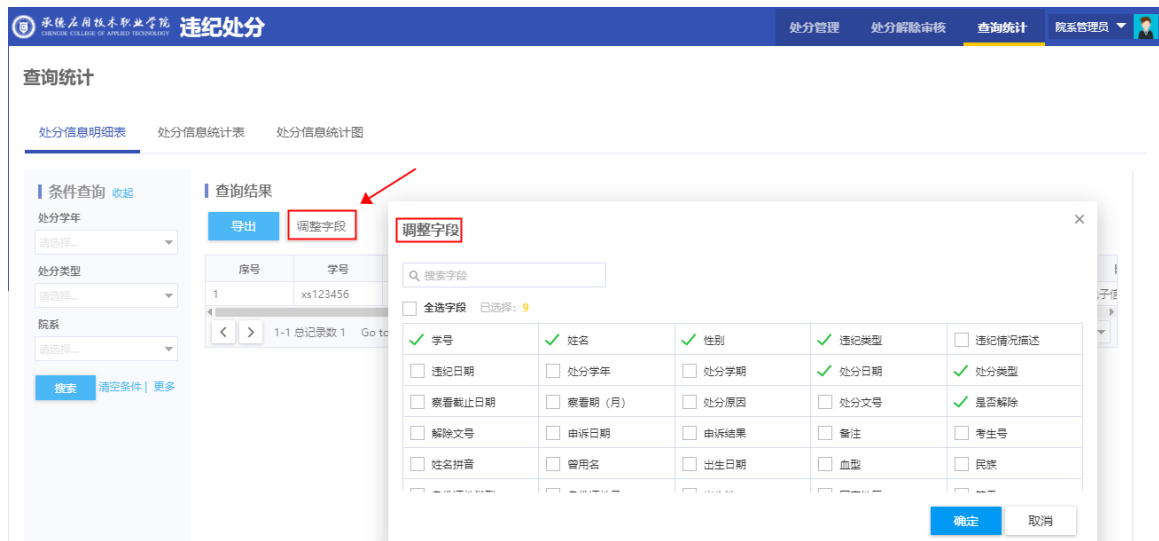 承德应用技术职业学院 违纪处分
CHENGDE COLLEGE OF APPLIED TECHNOLOGY
处分管理 处分解除审核 查询统计 院系管理员
查询统计
处分信息明细表 处分信息统计表 处分信息统计图
条件查询 收起
处分学年
请选择...
处分类型
请选择...
院系
请选择...
搜索 清空条件 | 更多
查询结果
导出 调整字段
序号 学号
1 xs123456
1-1 总记录数 1 Go to
调整字段 ×
搜索字段
全选字段 已选择: 9
学号 姓名 性别 违纪类型 违纪情况描述
违纪日期 处分学年 处分学期 处分日期 处分类型
察看截止日期 察看期（月） 处分原因 处分文号 是否解除
解除文号 申诉日期 申诉结果 备注 考生号
姓名拼音 曾用名 出生日期 血型 民族
确定 取消